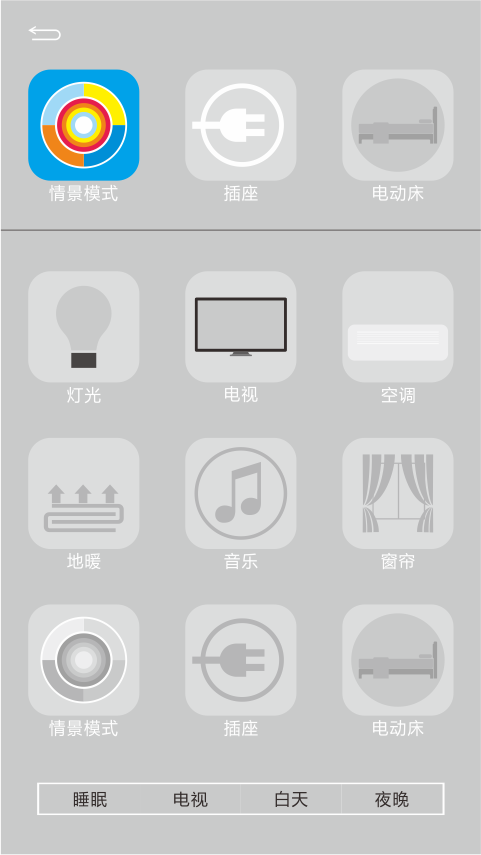 情景模式 插座 电动床
灯光 电视 空调
地暖 音乐 窗帘
情景模式 插座 电动床
睡眠 电视 白天 夜晚